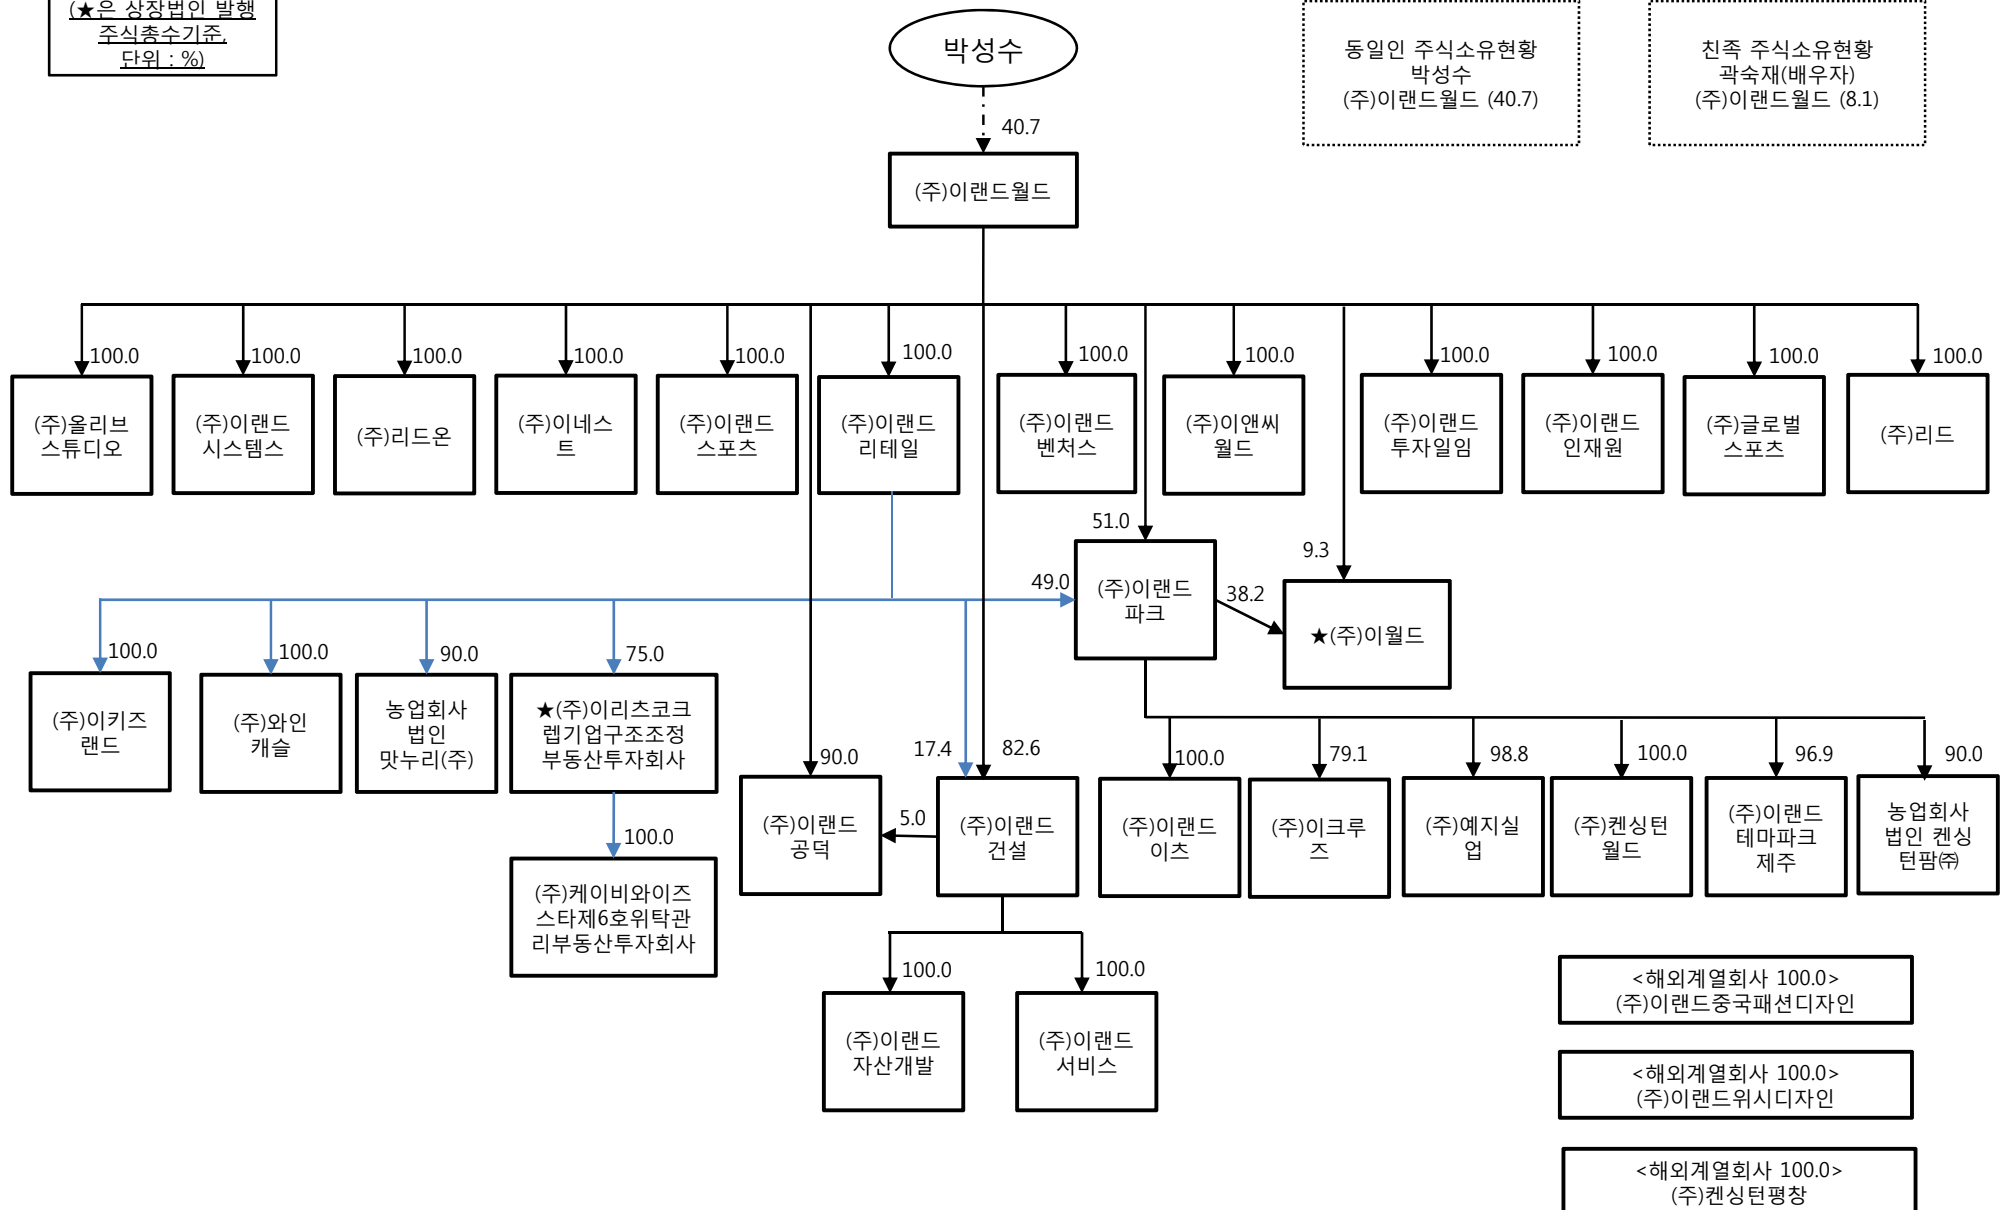 (★은 상장법인 발행
주식총수기준,
단위 : %)
박성수
동일인 주식소유현황
박성수
(주)이랜드월드 (40.7)
친족 주식소유현황
곽숙재(배우자)
(주)이랜드월드 (8.1)
40.7
(주)이랜드월드
100.0
100.0
100.0
100.0
100.0
100.0
100.0
100.0
100.0
100.0
100.0
100.0
(주)올리브
스튜디오
(주)이랜드
시스템스
(주)리드온
(주)이네스
트
(주)이랜드
스포츠
(주)이랜드
리테일
(주)이랜드
벤처스
(주)이앤씨
월드
(주)이랜드
투자일임
(주)이랜드
인재원
(주)글로벌
스포츠
(주)리드
51.0
9.3
49.0
(주)이랜드
파크
38.2
★(주)이월드
100.0
100.0
90.0
75.0
(주)이키즈
랜드
(주)와인
캐슬
농업회사
법인
맛누리(주)
★(주)이리츠코크
렙기업구조조정
부동산투자회사
90.0
17.4
82.6
100.0
79.1
98.8
100.0
96.9
90.0
(주)이랜드
공덕
5.0
(주)이랜드
건설
(주)이랜드
이츠
(주)이크루
즈
(주)예지실
업
(주)켄싱턴
월드
(주)이랜드
테마파크
제주
농업회사
법인 켄싱
턴팜㈜
100.0
(주)케이비와이즈
스타제6호위탁관
리부동산투자회사
100.0
100.0
(주)이랜드
자산개발
(주)이랜드
서비스
<해외계열회사 100.0>
(주)이랜드중국패션디자인
<해외계열회사 100.0>
(주)이랜드위시디자인
<해외계열회사 100.0>
(주)켄싱턴평창